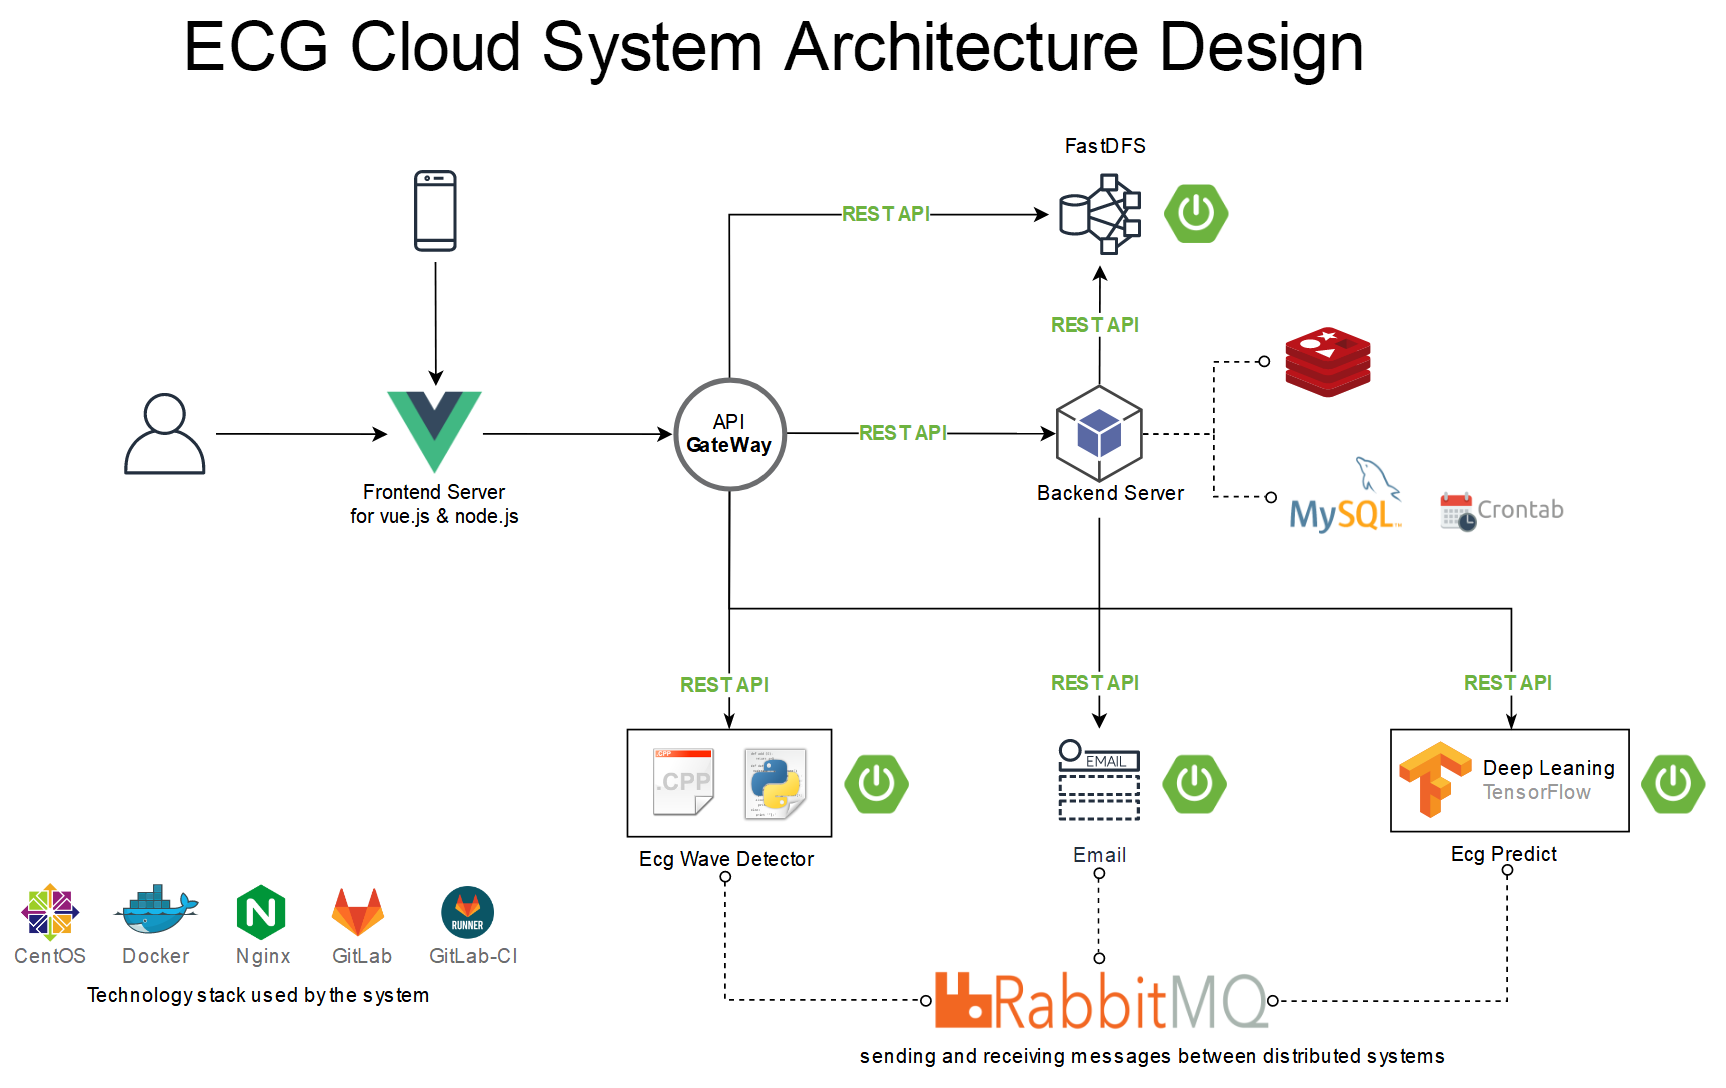 ECG Cloud System Architecture Design
FastDFS
REST API
REST API
API
GateWay
REST API
Frontend Server
for vue.js & node.js
Backend Server
MySQL™
Crontab
REST API
REST API
REST API
.CPP
.CPP
EMAIL
Deep Leaning
TensorFlow
Ecg Wave Detector
Email
Ecg Predict
RUNNER
N
CentOS
Docker
Nginx
GitLab
GitLab-CI
Technology stack used by the system
RabbitMQ
sending and receiving messages between distributed systems